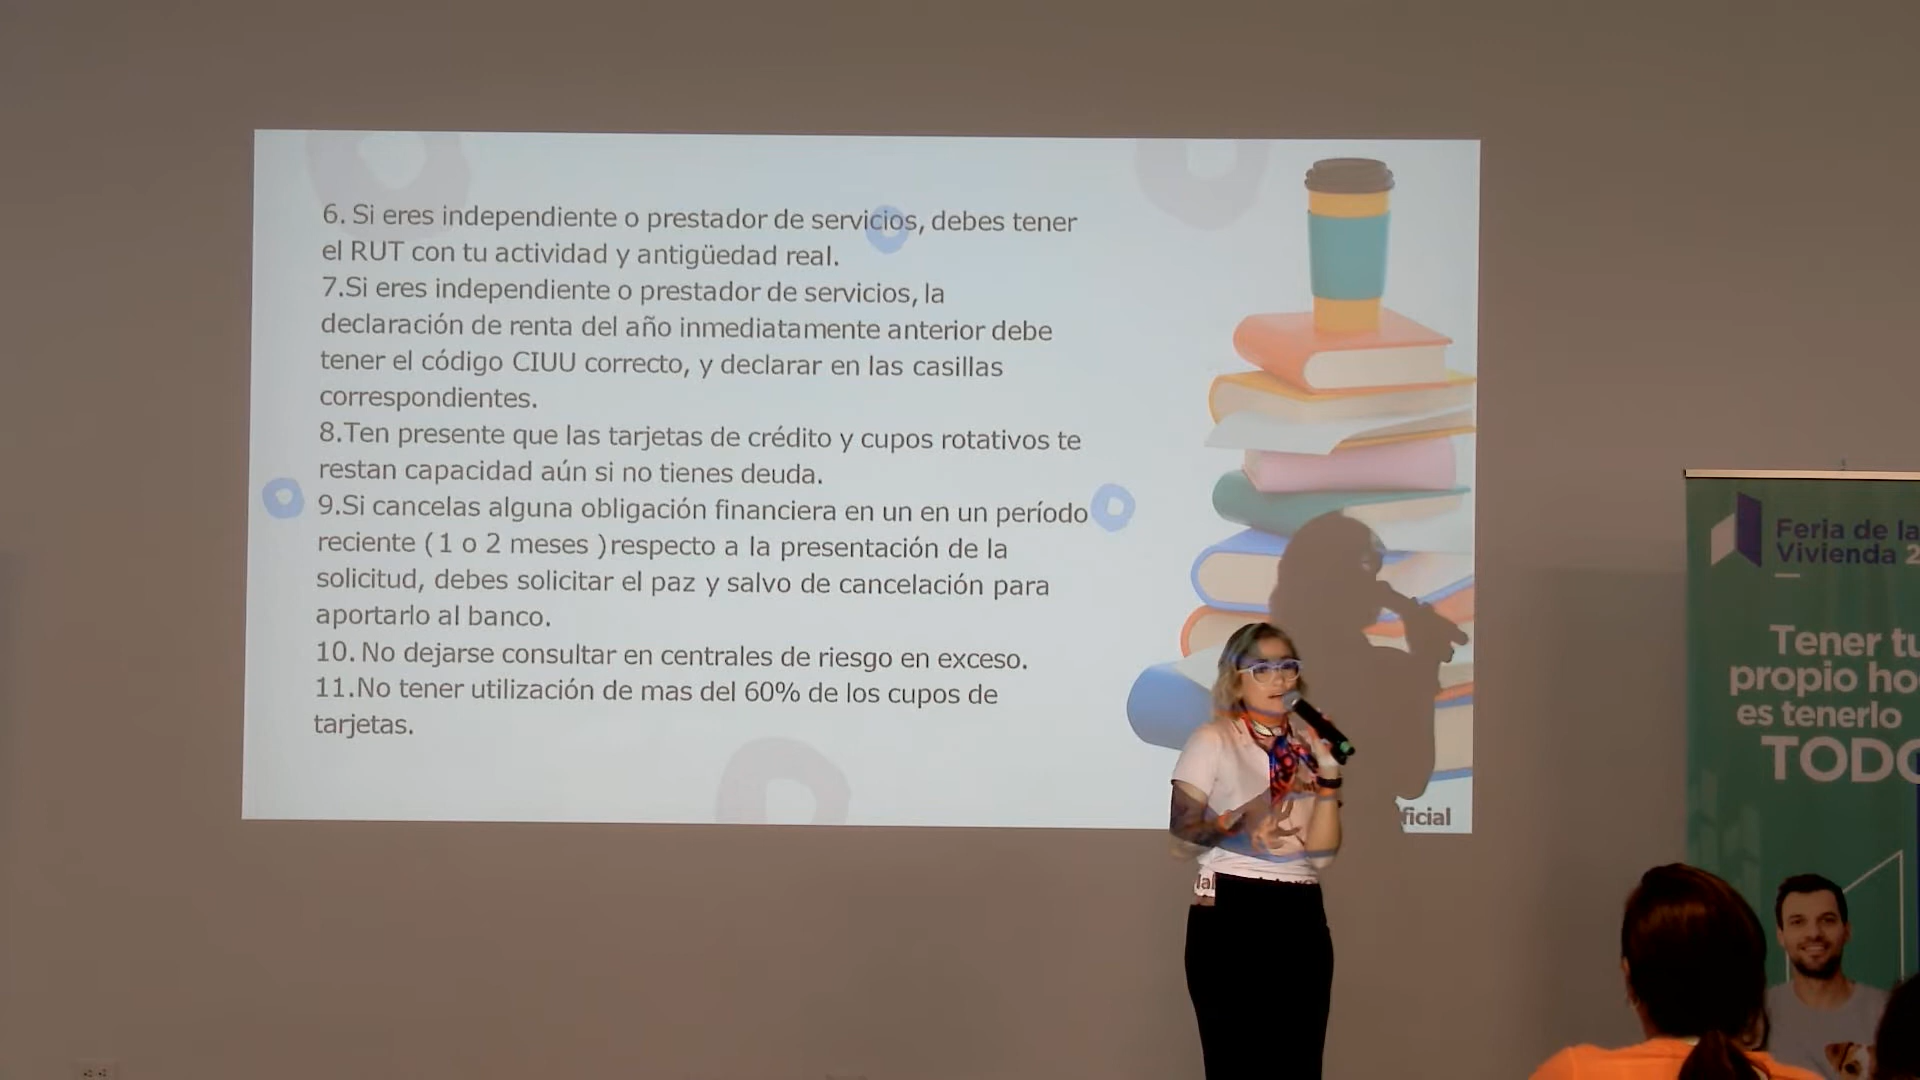 6. Si eres independiente o prestador de servicios, debes tener
el RUT con tu actividad y antigüedad real.
7.Si eres independiente o prestador de servicios, la
declaración de renta del año inmediatamente anterior debe
tener el código CIUU correcto, y declarar en las casillas
correspondientes.
8.Ten presente que las tarjetas de crédito y cupos rotativos te
restan capacidad aún si no tienes deuda.
9.Si cancelas alguna obligación financiera en un en un período
reciente ( 1 o 2 meses )respecto a la presentación de la
solicitud, debes solicitar el paz y salvo de cancelación para
aportarlo al banco.
10. No dejarse consultar en centrales de riesgo en exceso.
11.No tener utilización de mas del 60% de los cupos de
tarjetas.
ficial
Feria de la
Vivienda 2
Tener tu
propio ho
es tenerlo
TODO